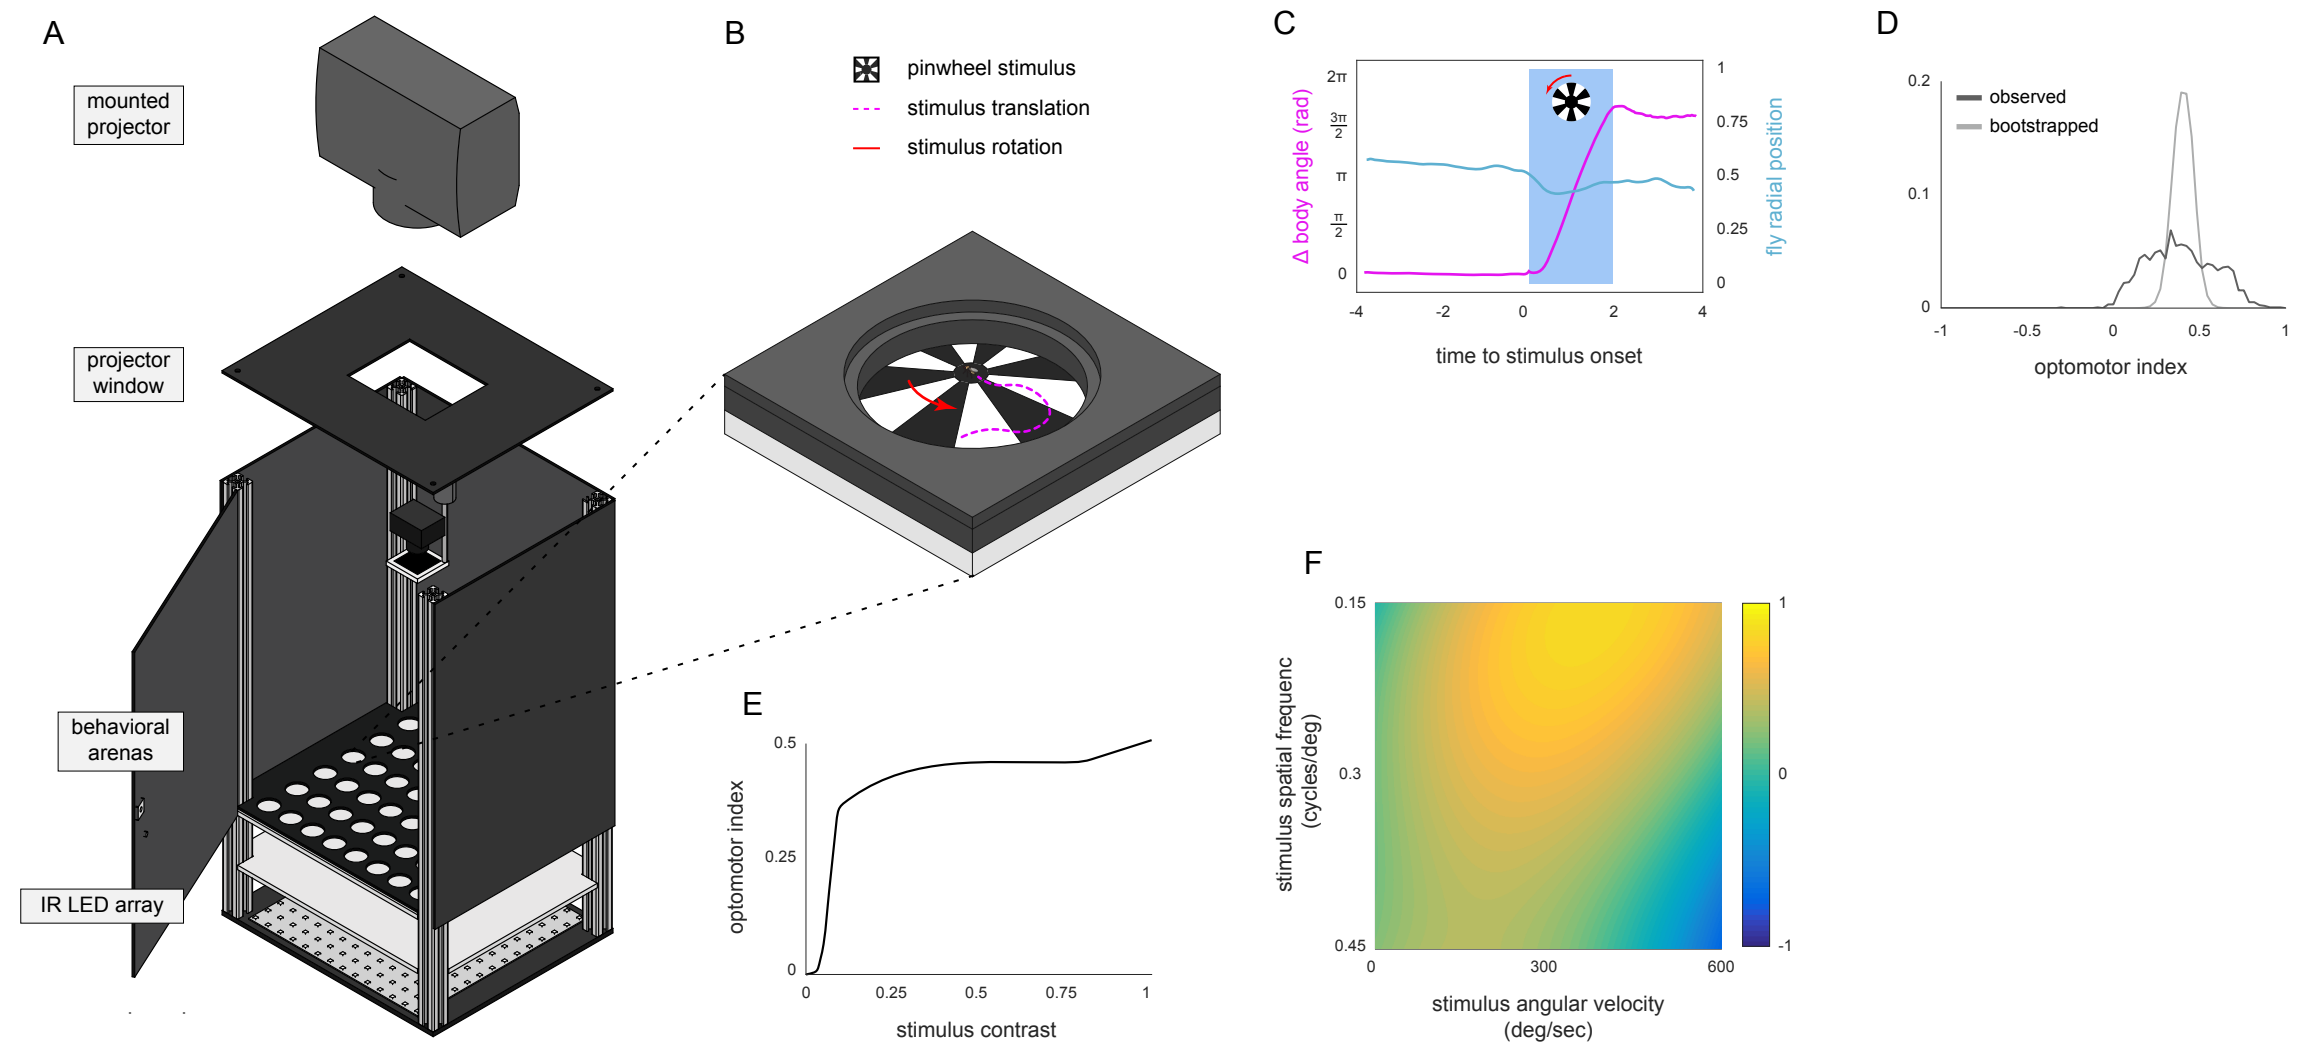 A
mounted
projector
projector
window
behavioral
arenas
IR LED array
B
pinwheel stimulus
stimulus translation
stimulus rotation
C
2π
3π
2
π
π
2
0
Δ body angle (rad)
1
0.75
0.5
0.25
0
fly radial position
-4
-2
0
2
4
time to stimulus onset
D
0.2
0.1
0
observed
bootstrapped
-1
-0.5
0
0.5
1
optomotor index
E
0.5
0.25
0
optomotor index
0
0.25
0.5
0.75
1
stimulus contrast
F
0.15
0.3
0.45
stimulus spatial frequenc
(cycles/deg)
0
300
600
stimulus angular velocity
(deg/sec)
1
0
-1